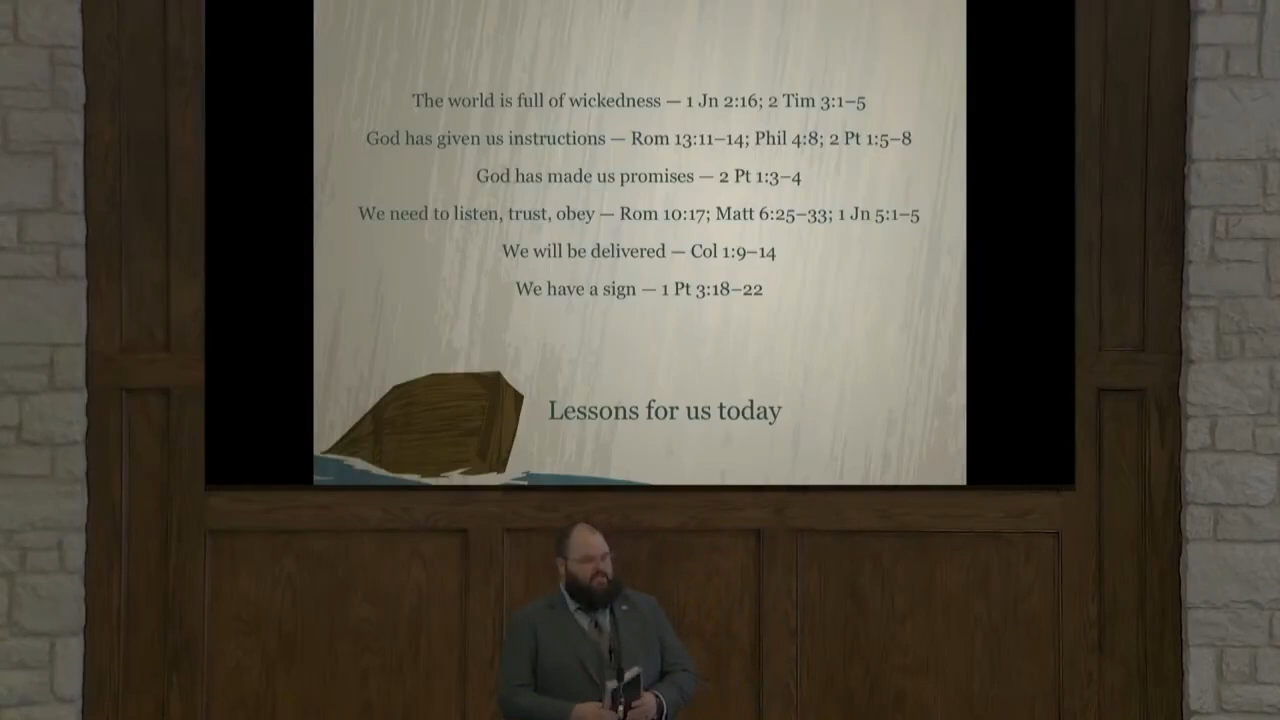 The world is full of wickedness — 1 Jn 2:16; 2 Tim 3:1–5
God has given us instructions — Rom 13:11–14; Phil 4:8; 2 Pt 1:5–8
God has made us promises — 2 Pt 1:3–4
We need to listen, trust, obey — Rom 10:17; Matt 6:25–33; 1 Jn 5:1–5
We will be delivered — Col 1:9–14
We have a sign — 1 Pt 3:18–22
Lessons for us today